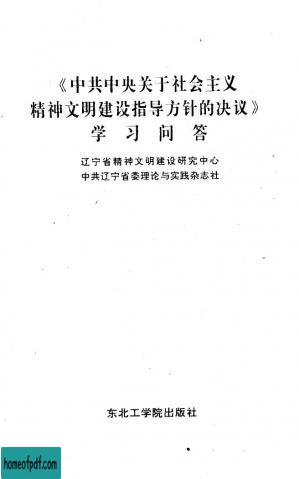 《中共中央关于社会主义
精神文明建设指导方针的决议》
学习问答
辽宁省精神文明建设研究中心
中共辽宁省委理论与实践杂志社
东北工学院出版社
homeofpdf.com